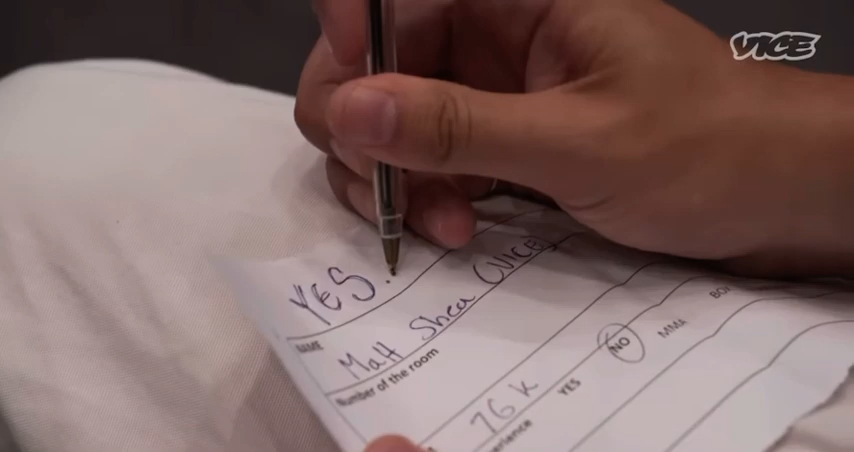 VICE
YES.
NAME
Matt Shea (VICE)
Number of the room
76 K
YES NO MMA